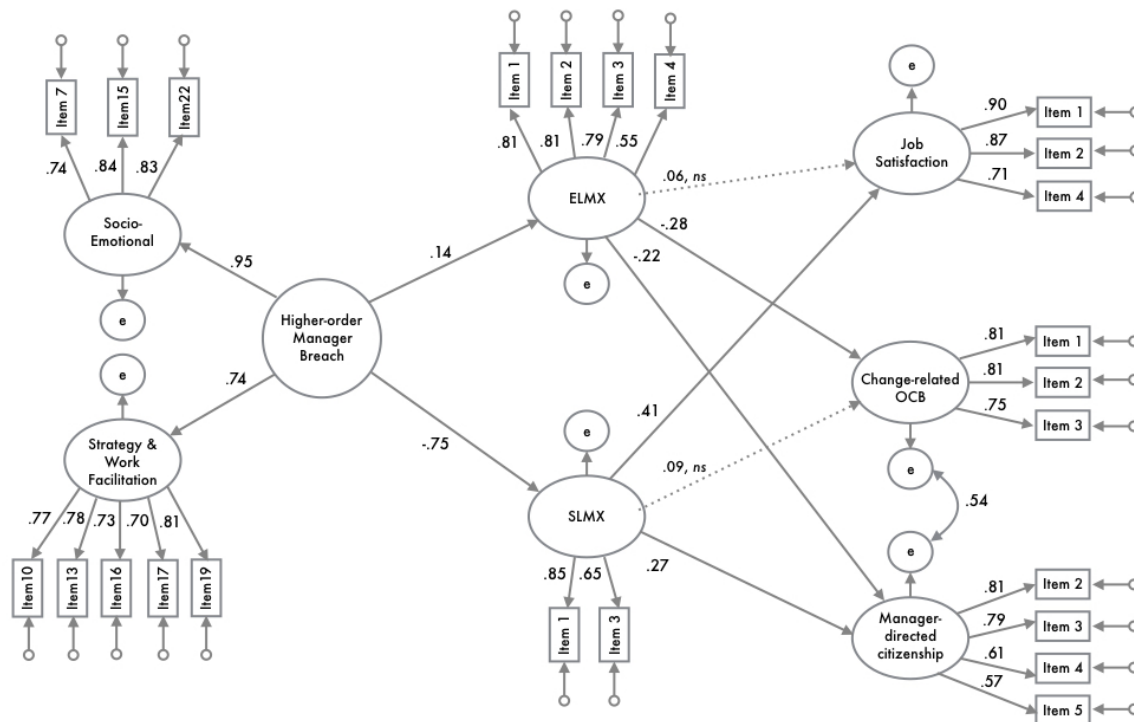 Item 7
Item15
Item22
.74
.84
.83
Socio-
Emotional
e
.95
Higher-order
Manager
Breach
e
.74
Strategy &
Work
Facilitation
.77
.78
.73
.70
.81
Item10
Item13
Item16
Item17
Item19
.14
-.75
Item 1
Item 2
Item 3
Item 4
.81
.81
.79
.55
ELMX
e
.06, ns
-.28
-.22
e
SLMX
.41
.09, ns
.27
.85
.65
Item 1
Item 3
e
Job
Satisfaction
.90
.87
.71
Item 1
Item 2
Item 4
Change-related
OCB
.81
.81
.75
Item 1
Item 2
Item 3
e
.54
e
Manager-
directed
citizenship
.81
.79
.61
.57
Item 2
Item 3
Item 4
Item 5